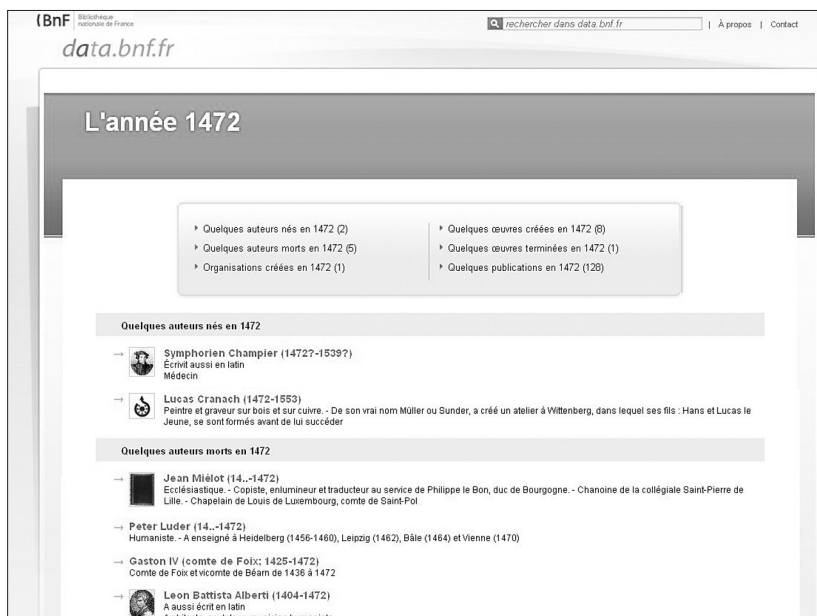 (BnF Bibliothèque nationale de France
rechercher dans data.bnf.fr | À propos | Contact
data.bnf.fr
L'année 1472
Quelques auteurs nés en 1472 (2)
Quelques auteurs morts en 1472 (5)
Organisations créées en 1472 (1)
Quelques œuvres créées en 1472 (8)
Quelques œuvres terminées en 1472 (1)
Quelques publications en 1472 (128)
Quelques auteurs nés en 1472
Symphorien Champier (1472?-1539?)
Écrivit aussi en latin
Médecin
Lucas Cranach (1472-1553)
Peintre et graveur sur bois et sur cuivre. - De son vrai nom Müller ou Sunder, a créé un atelier à Wittenberg, dans lequel ses fils : Hans et Lucas le
Jeune, se sont formés avant de lui succéder
Quelques auteurs morts en 1472
Jean Miélot (14..-1472)
Ecclésiastique. - Copiste, enlumineur et traducteur au service de Philippe le Bon, duc de Bourgogne. - Chanoine de la collégiale Saint-Pierre de
Lille. - Chapelain de Louis de Luxembourg, comte de Saint-Pol
Peter Luder (14..-1472)
Humaniste. - A enseigné à Heidelberg (1456-1460), Leipzig (1462), Bâle (1464) et Vienne (1470)
Gaston IV (comte de Foix; 1425-1472)
Comte de Foix et vicomte de Béarn de 1436 à 1472
Leon Battista Alberti (1404-1472)
A aussi écrit en latin